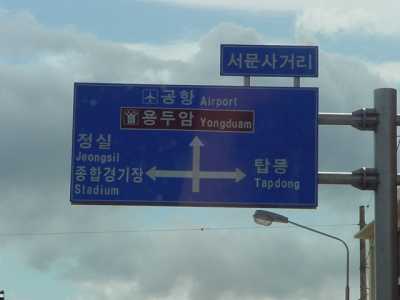 서문사거리
공항 Airport
용두암 Yongduam
정실
Jeongsil
종합경기장
Stadium
탑동
Tapdong